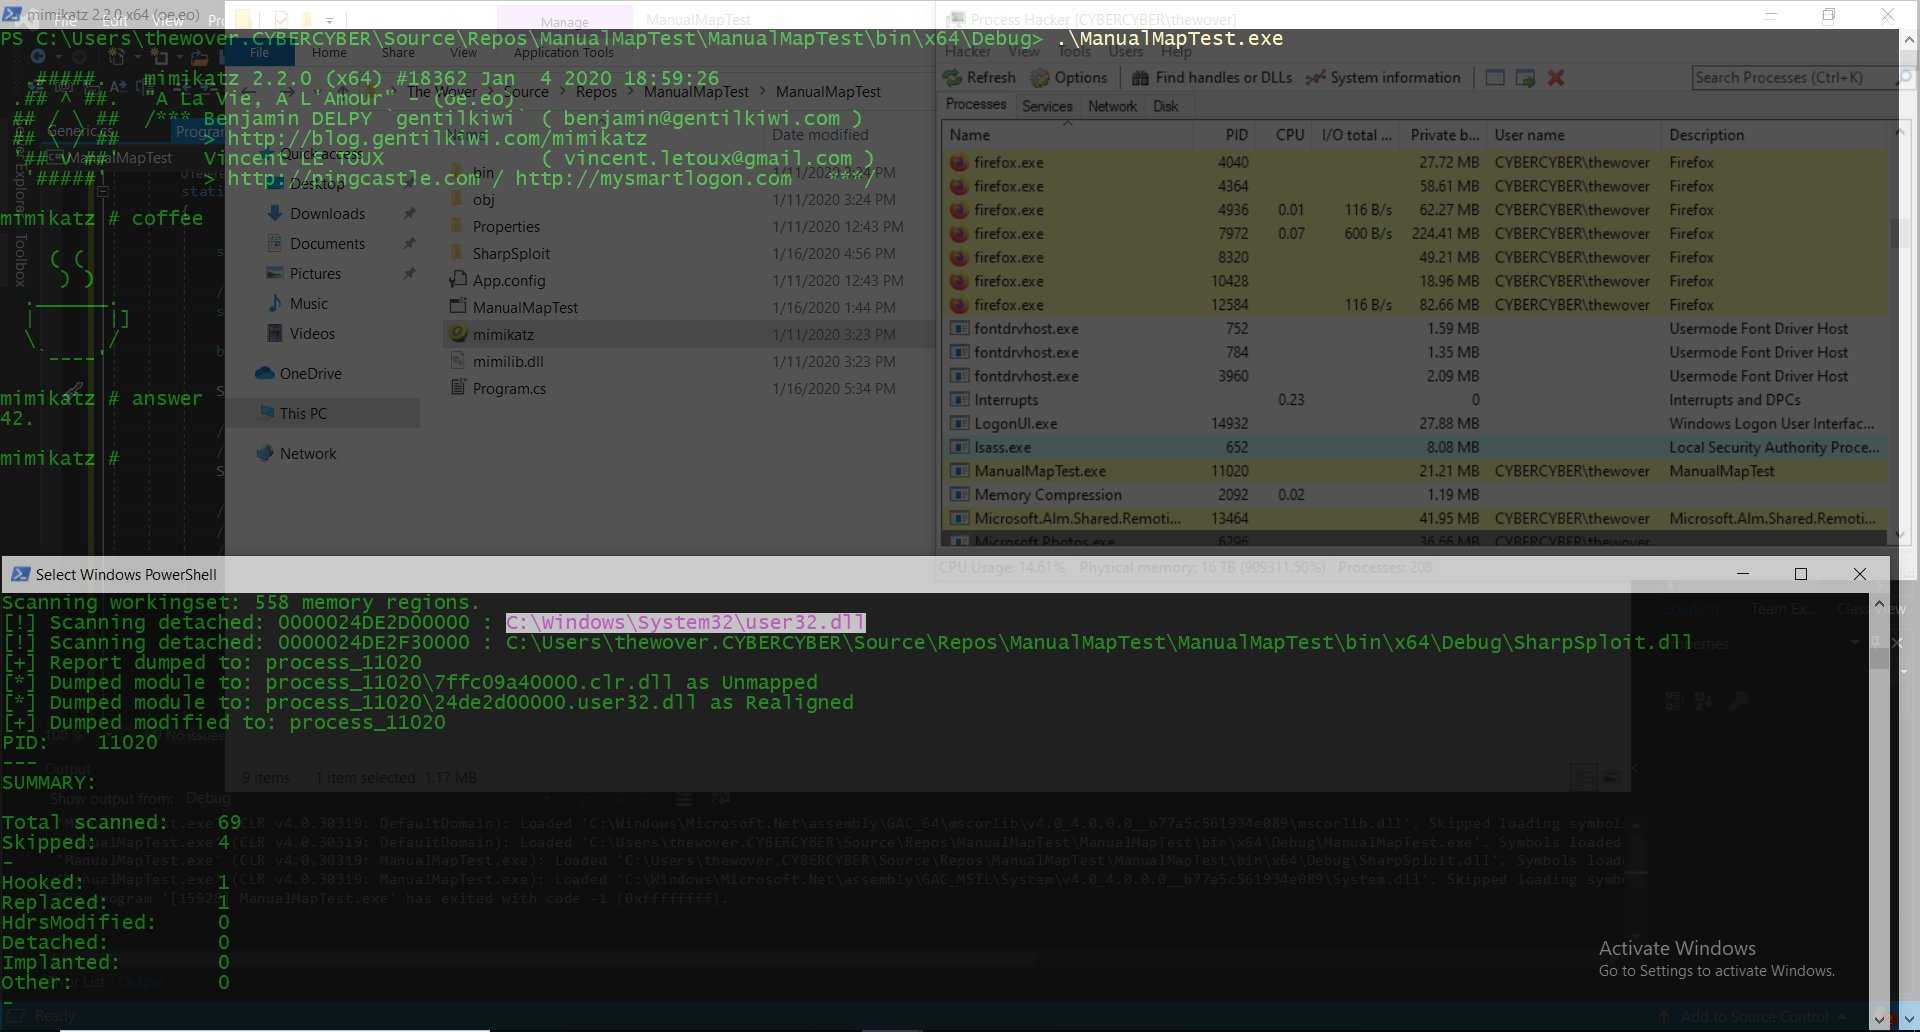 mimikatz 2.2.0 x64 (oe.eo)
PS C:\Users\thewover.CYBERCYBER\Source\Repos\ManualMapTest\ManualMapTest\bin\x64\Debug> .\ManualMapTest.exe
.#####.   mimikatz 2.2.0 (x64) #18362 Jan  4 2020 18:59:26
.## ^ ##.  "A La Vie, A L'Amour" - (oe.eo)
## / \ ##  /*** Benjamin DELPY `gentilkiwi` ( benjamin@gentilkiwi.com )
## \ / ##       > http://blog.gentilkiwi.com/mimikatz
'## v ##'       Vincent LE TOUX             ( vincent.letoux@gmail.com )
'#####'        > http://pingcastle.com / http://mysmartlogon.com   ***/
mimikatz # coffee
mimikatz # answer
42.
mimikatz #
Manage
ManualMapTest
File
Home
Share
View
Application Tools
The Wover
Source
Repos
ManualMapTest
ManualMapTest
Date modified
Quick access
Desktop
Downloads
Documents
Pictures
Music
Videos
OneDrive
This PC
Network
bin
obj 1/11/2020 3:24 PM
Properties 1/11/2020 12:43 PM
SharpSploit 1/16/2020 4:56 PM
App.config 1/11/2020 12:43 PM
ManualMapTest 1/16/2020 1:44 PM
mimikatz 1/11/2020 3:23 PM
mimilib.dll 1/11/2020 3:23 PM
Program.cs 1/16/2020 5:34 PM
9 items 1 item selected 1.17 MB
Process Hacker [CYBERCYBER\thewover]
Hacker View Tools Users Help
Refresh Options Find handles or DLLs System information Search Processes (Ctrl+K)
Processes Services Network Disk
Name PID CPU I/O total ... Private b... User name Description
firefox.exe 4040 27.72 MB CYBERCYBER\thewover Firefox
firefox.exe 4364 58.61 MB CYBERCYBER\thewover Firefox
firefox.exe 4936 0.01 116 B/s 62.27 MB CYBERCYBER\thewover Firefox
firefox.exe 7972 0.07 600 B/s 224.41 MB CYBERCYBER\thewover Firefox
firefox.exe 8320 49.21 MB CYBERCYBER\thewover Firefox
firefox.exe 10428 18.96 MB CYBERCYBER\thewover Firefox
firefox.exe 12584 116 B/s 82.66 MB CYBERCYBER\thewover Firefox
fontdrvhost.exe 752 1.59 MB Usermode Font Driver Host
fontdrvhost.exe 784 1.35 MB Usermode Font Driver Host
fontdrvhost.exe 3960 2.09 MB Usermode Font Driver Host
Interrupts 0.23 0 Interrupts and DPCs
LogonUI.exe 14932 27.88 MB Windows Logon User Interfac...
lsass.exe 652 8.08 MB Local Security Authority Proce...
ManualMapTest.exe 11020 21.21 MB CYBERCYBER\thewover ManualMapTest
Memory Compression 2092 0.02 1.19 MB
Microsoft.Alm.Shared.Remoti... 13464 41.95 MB CYBERCYBER\thewover Microsoft.Alm.Shared.Remoti...
Microsoft.Photos.exe 6296 36.66 MB CYBERCYBER\thewover
CPU Usage: 14.61% Physical memory: 16 TB (909311.50%) Processes: 208
Select Windows PowerShell
Scanning workingset: 558 memory regions.
[!] Scanning detached: 0000024DE2D00000 : C:\Windows\System32\user32.dll
[!] Scanning detached: 0000024DE2F30000 : C:\Users\thewover.CYBERCYBER\Source\Repos\ManualMapTest\ManualMapTest\bin\x64\Debug\SharpSploit.dll
[+] Report dumped to: process_11020
[*] Dumped module to: process_11020\7ffc09a40000.clr.dll as Unmapped
[*] Dumped module to: process_11020\24de2d00000.user32.dll as Realigned
[+] Dumped modified to: process_11020
PID:    11020
---
SUMMARY:
Total scanned:    69
Skipped:    4
-
Hooked:    1
Replaced:    1
HdrsModified:    0
Detached:    0
Implanted:    0
Other:    0
-
Output
Show output from: Debug
Activate Windows
Go to Settings to activate Windows.
Ready
Add to Source Control